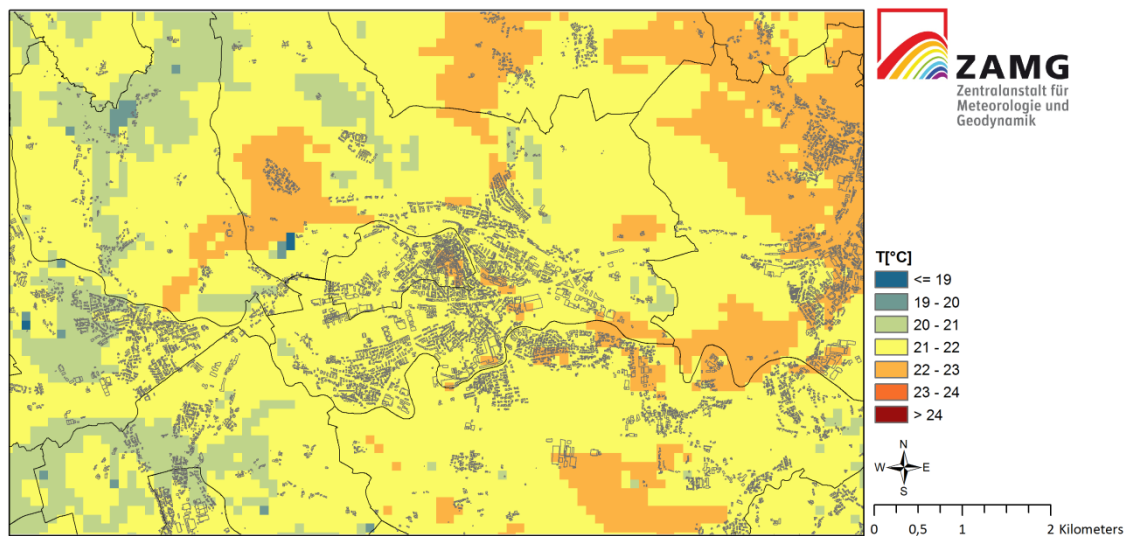 ZAMG
Zentralanstalt für
Meteorologie und
Geodynamik
T[°C]
<= 19
19 - 20
20 - 21
21 - 22
22 - 23
23 - 24
> 24
N
W E
S
0 0,5 1 2 Kilometers